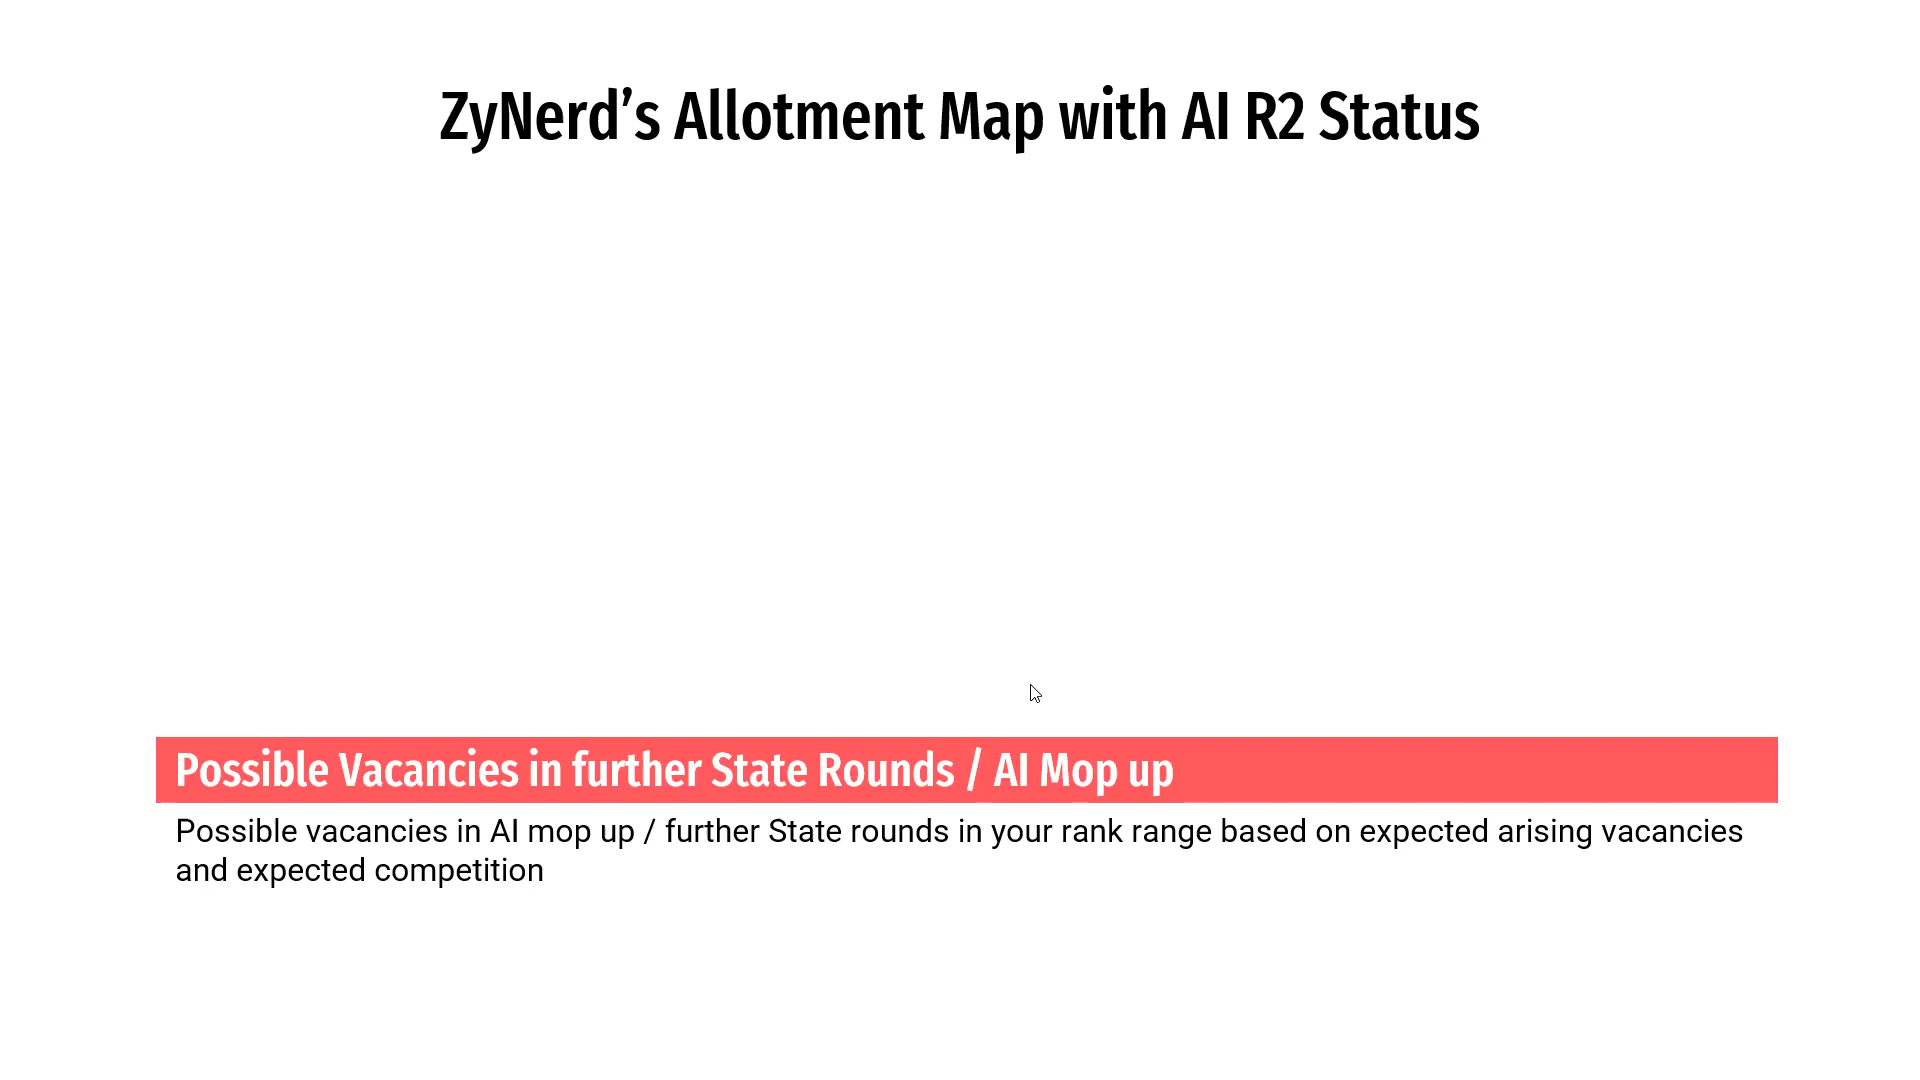 ZyNerd’s Allotment Map with AI R2 Status
Possible Vacancies in further State Rounds / AI Mop up
Possible vacancies in AI mop up / further State rounds in your rank range based on expected arising vacancies
and expected competition